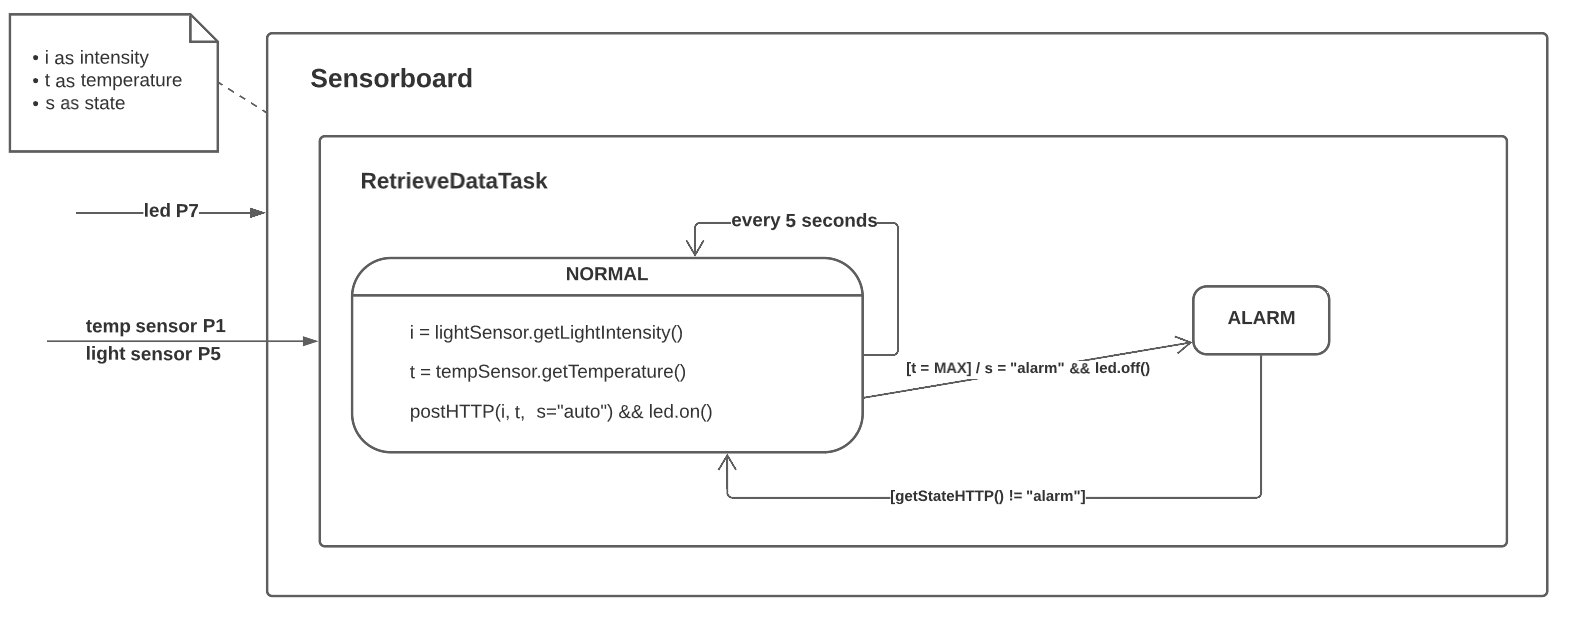 • i as intensity
• t as temperature
• s as state
Sensorboard
RetrieveDataTask
led P7
every 5 seconds
NORMAL
i = lightSensor.getLightIntensity()
t = tempSensor.getTemperature()
postHTTP(i, t, s="auto") && led.on()
temp sensor P1
light sensor P5
ALARM
[t = MAX] / s = "alarm" && led.off()
[getStateHTTP() != "alarm"]